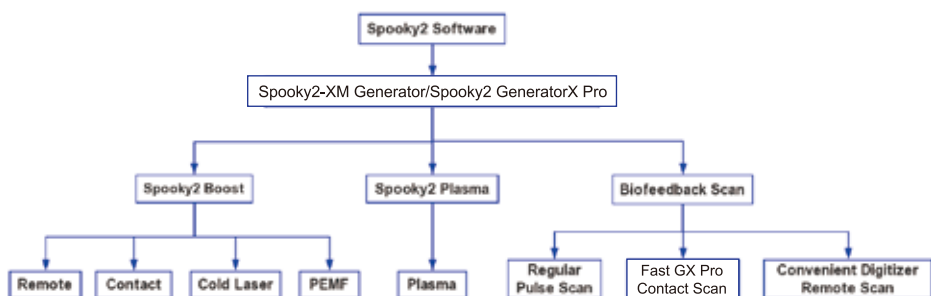 Spooky2 Software
Spooky2-XM Generator/Spooky2 GeneratorX Pro
Spooky2 Boost
Spooky2 Plasma
Biofeedback Scan
Remote
Contact
Cold Laser
PEMF
Plasma
Regular
Pulse Scan
Fast GX Pro
Contact Scan
Convenient Digitizer
Remote Scan